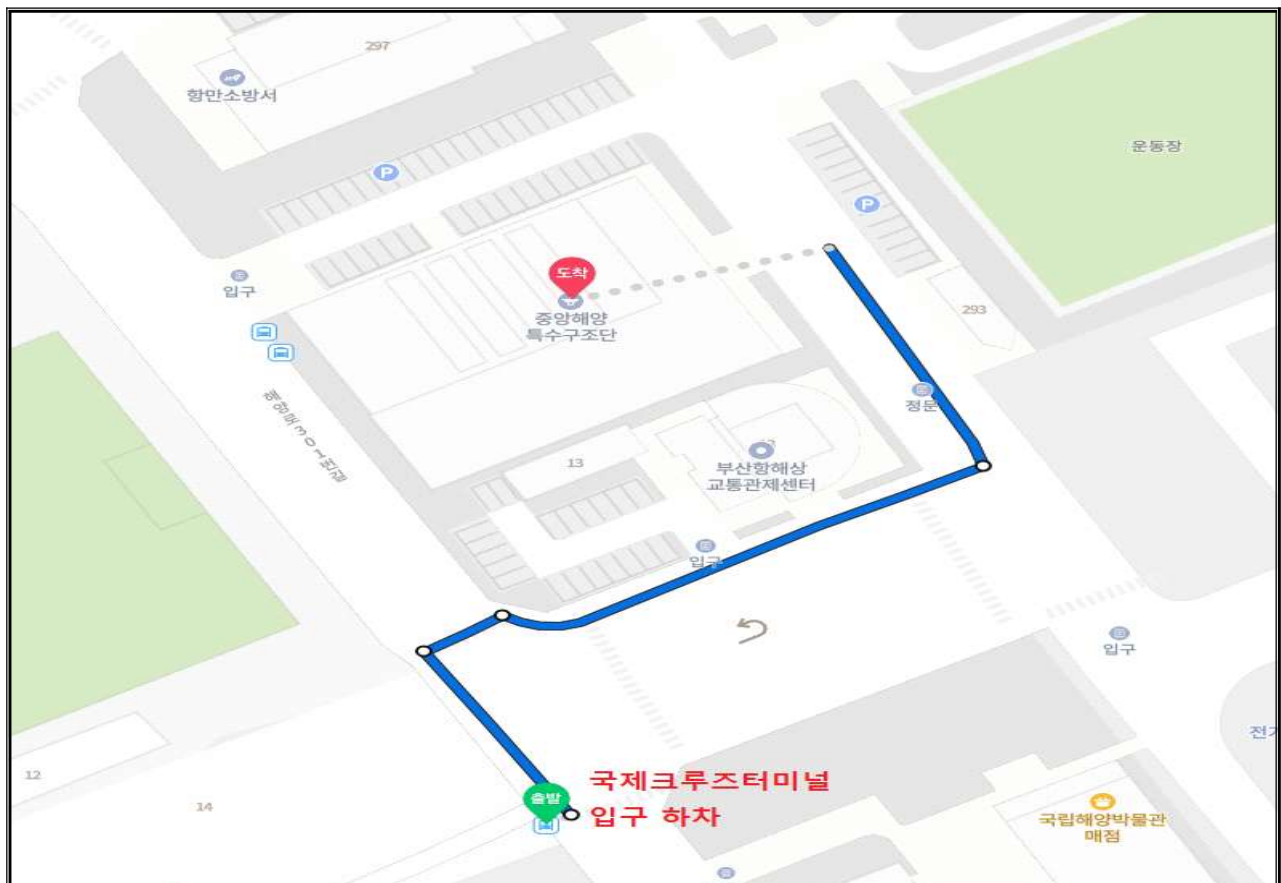 297
항만소방서
운동장
입구
도착
중앙해양
특수구조단
293
정문
해양로301번길
13
부산항해상
교통관제센터
입구
입구
전기
12
14
출발
국제크루즈터미널
입구 하차
국립해양박물관
매점
P
P